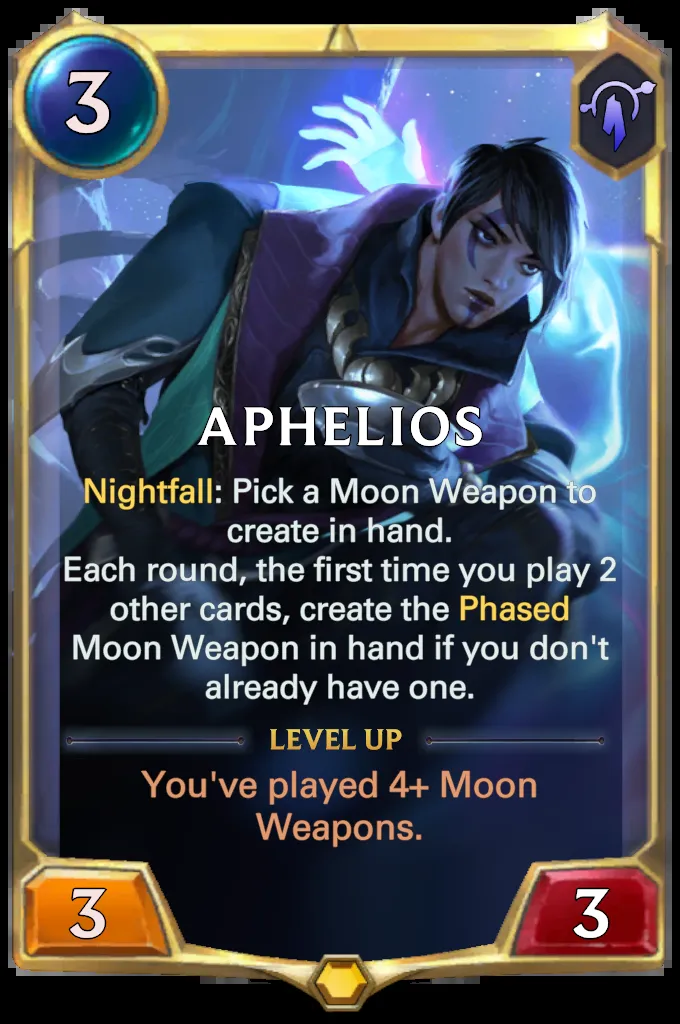 3
APHELIOS
Nightfall: Pick a Moon Weapon to
create in hand.
Each round, the first time you play 2
other cards, create the Phased
Moon Weapon in hand if you don't
already have one.
LEVEL UP
You've played 4+ Moon
Weapons.
3
3